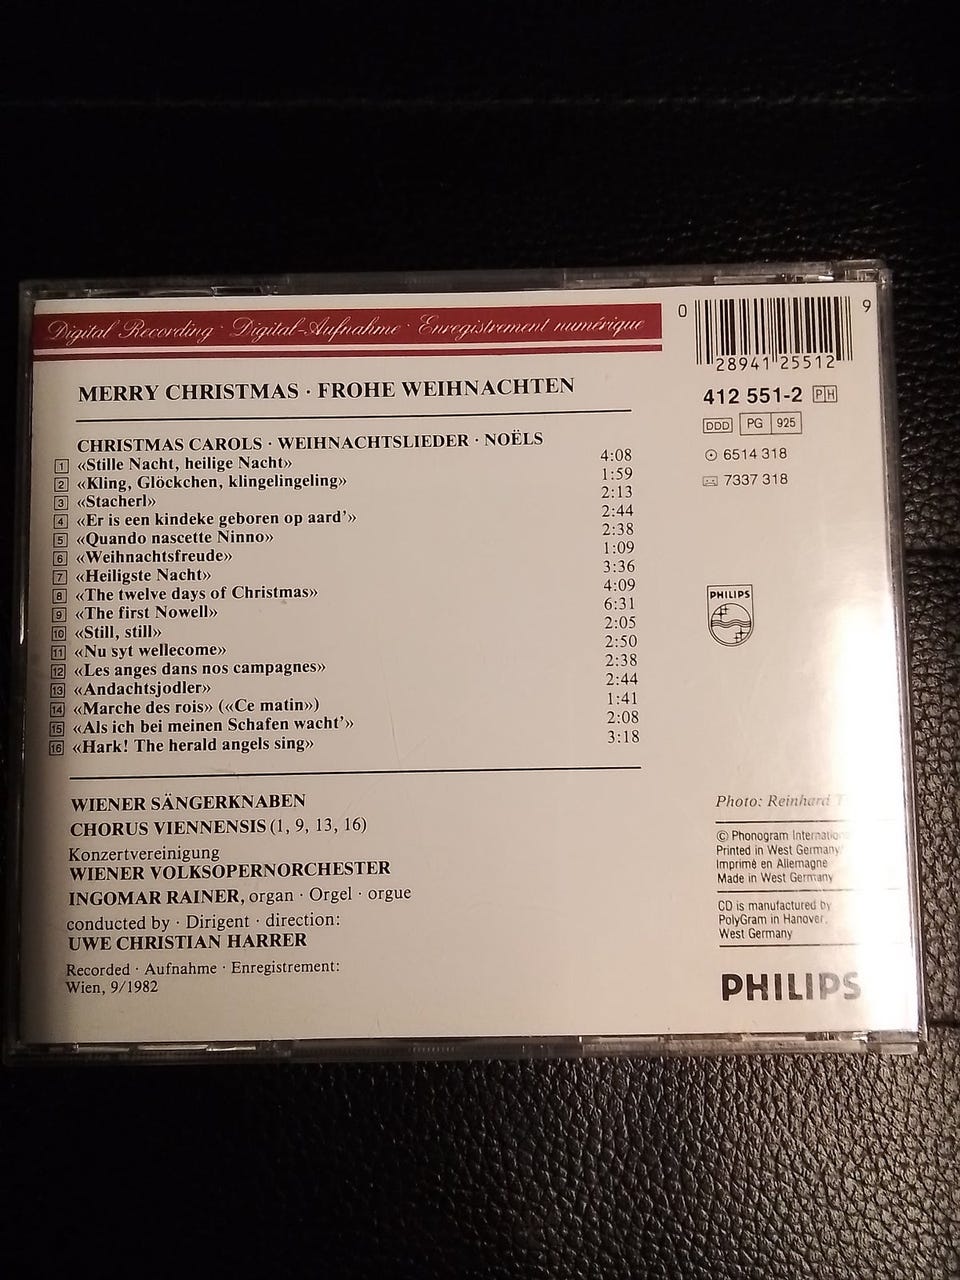 Digital Recording · Digital-Aufnahme · Enregistrement numérique
MERRY CHRISTMAS · FROHE WEIHNACHTEN
CHRISTMAS CAROLS · WEIHNACHTSLIEDER · NOËLS
1 «Stille Nacht, heilige Nacht» 4:08
2 «Kling, Glöckchen, klingelingeling» 1:59
3 «Stacherl» 2:13
4 «Er is een kindeke geboren op aard’» 2:44
5 «Quando nascette Ninno» 2:38
6 «Weihnachtsfreude» 1:09
7 «Heiligste Nacht» 3:36
8 «The twelve days of Christmas» 4:09
9 «The first Nowell» 6:31
10 «Still, still» 2:05
11 «Nu syt wellecome» 2:50
12 «Les anges dans nos campagnes» 2:38
13 «Andachtsjodler» 2:44
14 «Marche des rois» («Ce matin») 1:41
15 «Als ich bei meinen Schafen wacht’» 2:08
16 «Hark! The herald angels sing» 3:18
WIENER SÄNGERKNABEN
CHORUS VIENNENSIS (1, 9, 13, 16)
Konzertvereinigung
WIENER VOLKSOPERNORCHESTER
INGOMAR RAINER, organ · Orgel · orgue
conducted by · Dirigent · direction:
UWE CHRISTIAN HARRER
Recorded · Aufnahme · Enregistrement:
Wien, 9/1982
0 28941 25512 9
412 551-2 PH
DDD PG 925
6514 318
7337 318
PHILIPS
Photo: Reinhard
© Phonogram International
Printed in West Germany/
Imprimé en Allemagne
Made in West Germany
CD is manufactured by
PolyGram in Hanover,
West Germany
PHILIPS